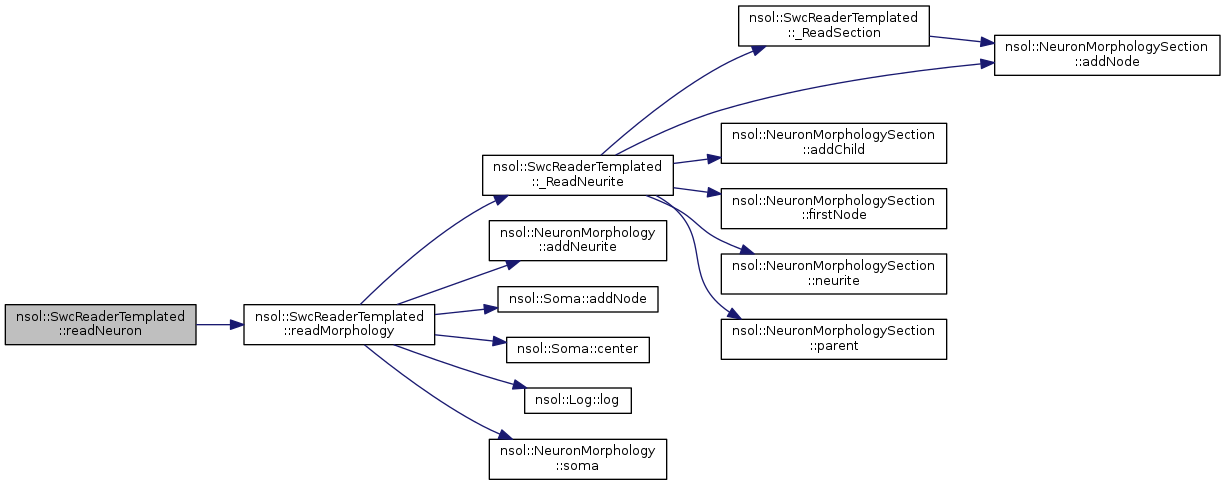 nsol::SwcReaderTemplated
::readNeuron
nsol::SwcReaderTemplated
::readMorphology
nsol::SwcReaderTemplated
::_ReadNeurite
nsol::NeuronMorphology
::addNeurite
nsol::Soma::addNode
nsol::Soma::center
nsol::Log::log
nsol::NeuronMorphology
::soma
nsol::SwcReaderTemplated
::_ReadSection
nsol::NeuronMorphologySection
::addChild
nsol::NeuronMorphologySection
::firstNode
nsol::NeuronMorphologySection
::neurite
nsol::NeuronMorphologySection
::parent
nsol::NeuronMorphologySection
::addNode